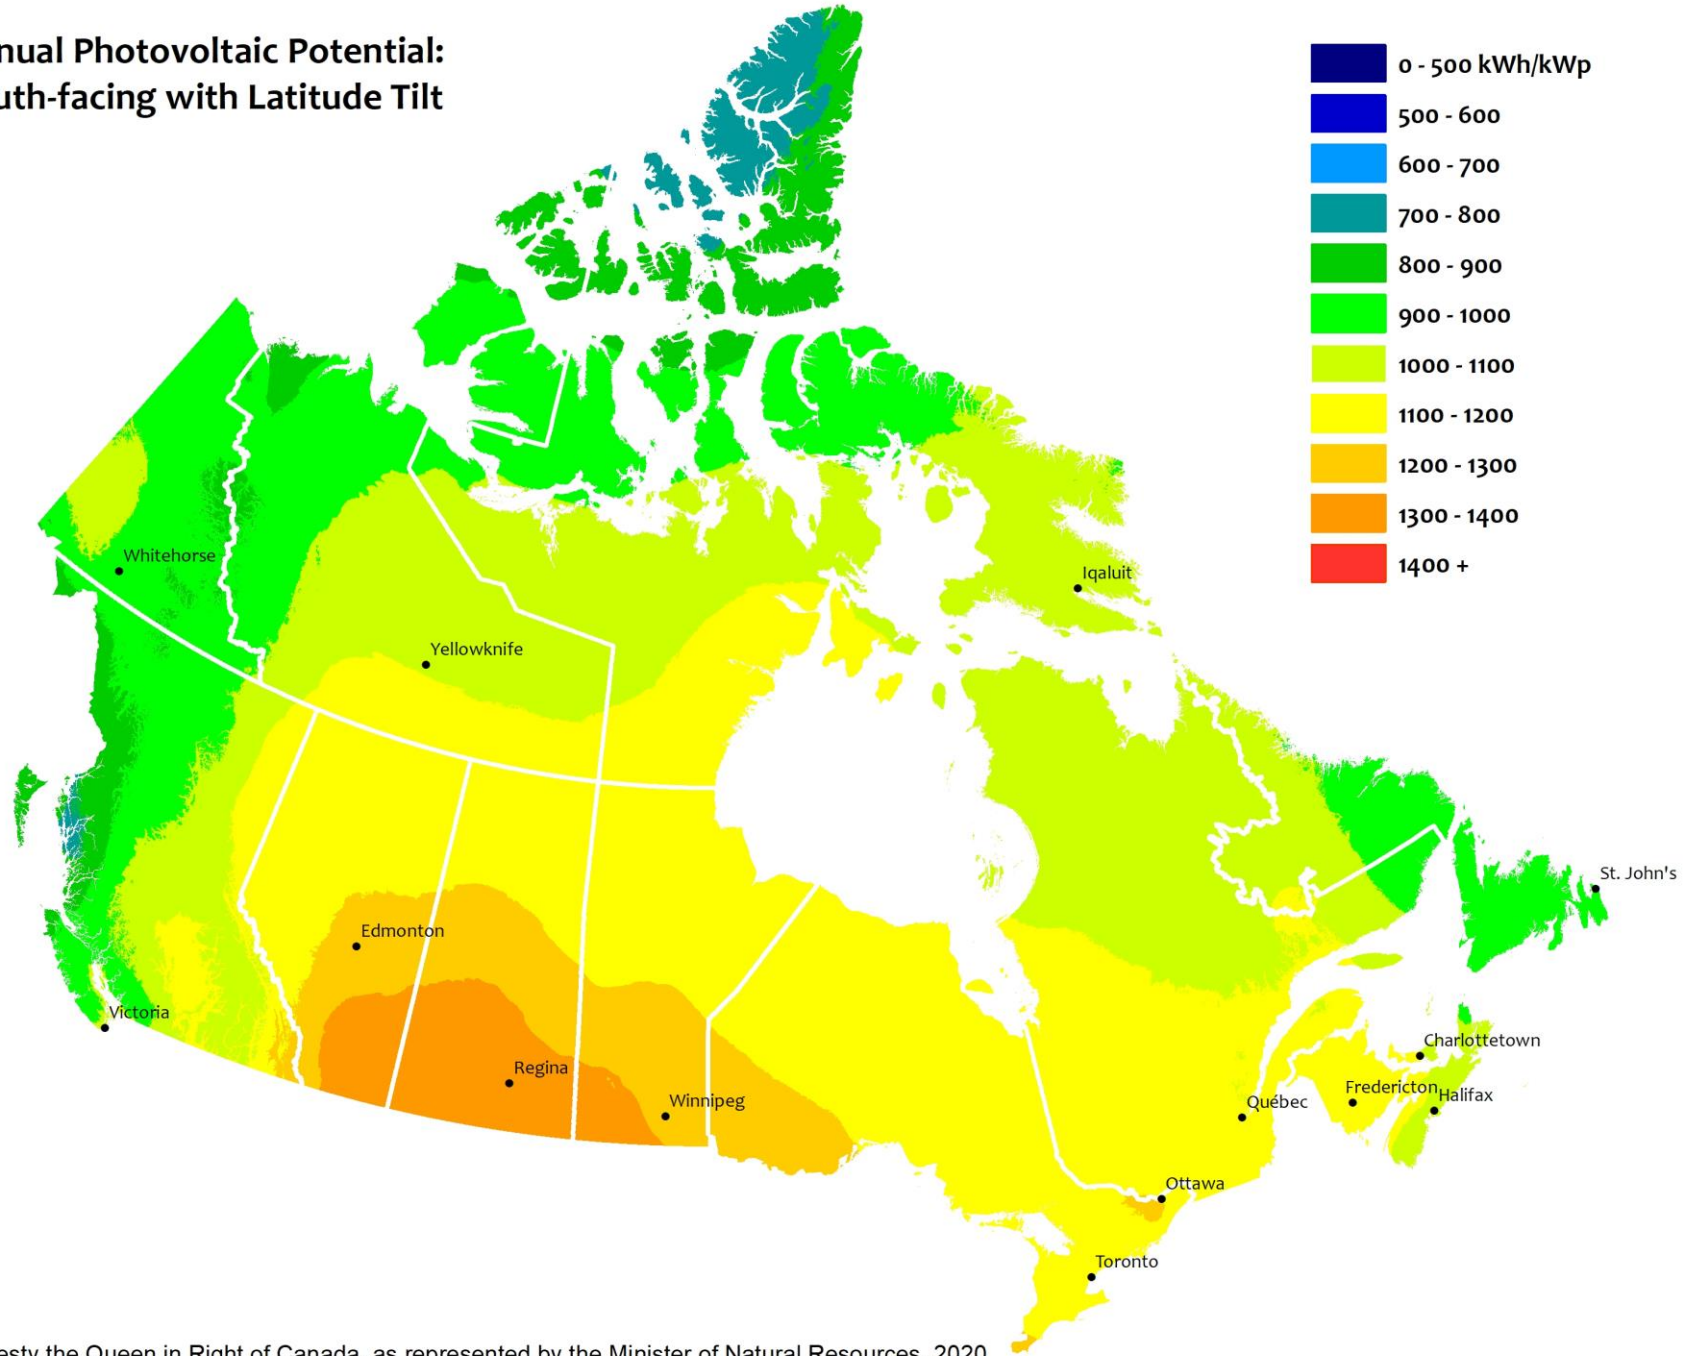 nual Photovoltaic Potential:
uth-facing with Latitude Tilt
0 - 500 kWh/kWp
500 - 600
600 - 700
700 - 800
800 - 900
900 - 1000
1000 - 1100
1100 - 1200
1200 - 1300
1300 - 1400
1400 +
Whitehorse
Iqaluit
Yellowknife
St. John's
Edmonton
Victoria
Charlottetown
Regina
Fredericton
Halifax
Winnipeg
Québec
Ottawa
Toronto
esty the Queen in Right of Canada, as represented by the Minister of Natural Resources, 2020